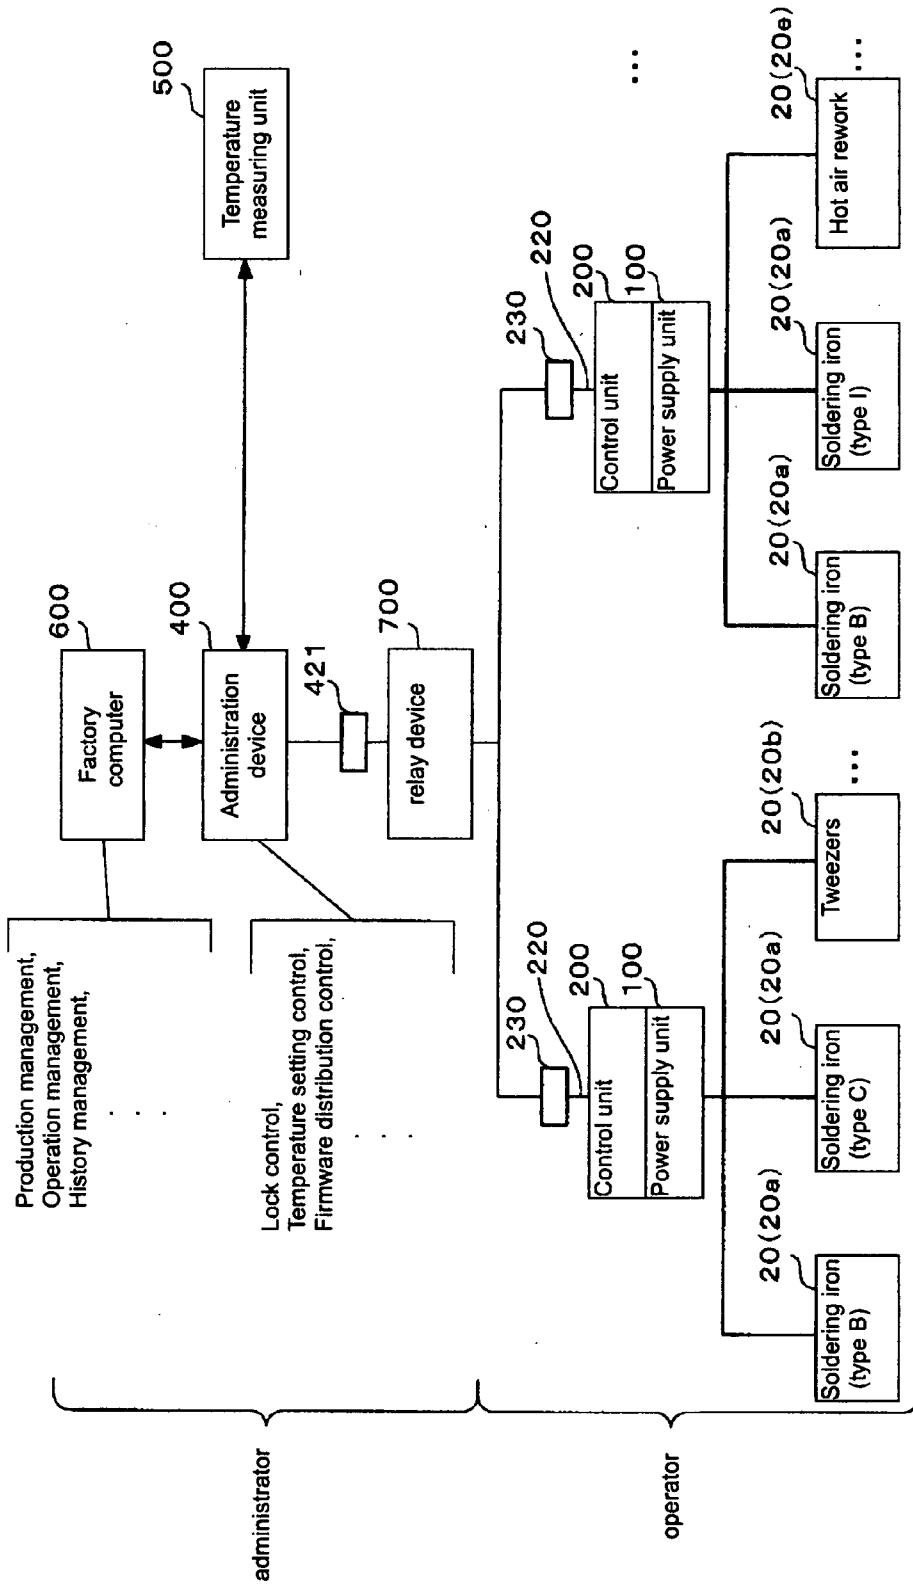 administrator
operator
Production management,
Operation management,
History management,
. . .
Lock control,
Temperature setting control,
Firmware distribution control,
. . .
600
Factory
computer
400
Administration
device
500
Temperature
measuring unit
421
700
relay device
230
220
200
100
Control unit
Power supply unit
230
220
200
100
Control unit
Power supply unit
...
20(20a)
Soldering iron
(type B)
20(20a)
Soldering iron
(type C)
20(20b)
Tweezers
...
20(20a)
Soldering iron
(type B)
20(20a)
Soldering iron
(type I)
20(20e)
Hot air rework
...